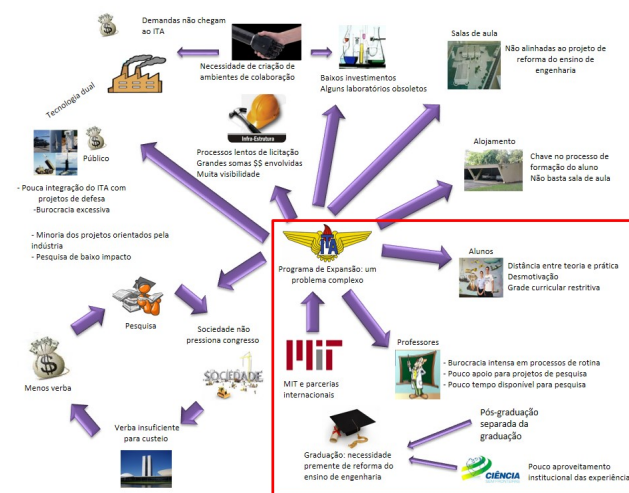 Demandas não chegam
ao ITA
Necessidade de criação de
ambientes de colaboração
Baixos investimentos
Alguns laboratórios obsoletos
Salas de aula
Não alinhadas ao projeto de
reforma do ensino de
engenharia
Tecnologia dual
Infra-Estrutura
Processos lentos de licitação
Grandes somas $$ envolvidas
Muita visibilidade
Alojamento
Chave no processo de
formação do aluno
Não basta sala de aula
Público
- Pouca integração do ITA com
projetos de defesa
-Burocracia excessiva
- Minoria dos projetos orientados pela
indústria
- Pesquisa de baixo impacto
ITA
Programa de Expansão: um
problema complexo
Alunos
Distância entre teoria e prática
Desmotivação
Grade curricular restritiva
Pesquisa
Sociedade não
pressiona congresso
SOCIEDADE
Menos verba
Verba insuficiente
para custeio
MIT
MIT e parcerias
internacionais
Professores
- Burocracia intensa em processos de rotina
- Pouco apoio para projetos de pesquisa
- Pouco tempo disponível para pesquisa
Graduação: necessidade
premente de reforma do
ensino de engenharia
Pós-graduação
separada da
graduação
CIÊNCIA
Pouco aproveitamento
institucional das experiência